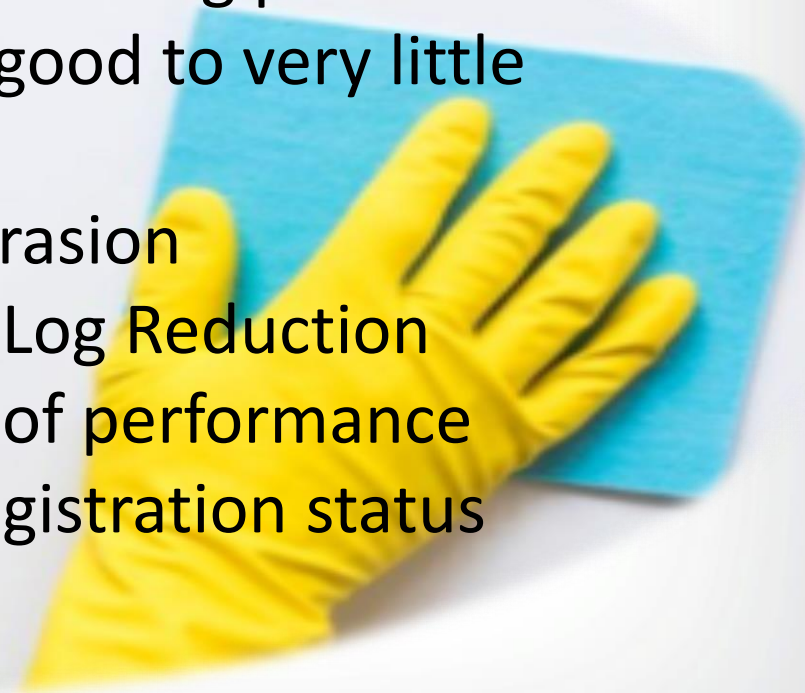 good to very little
rasion
Log Reduction
of performance
gistration status